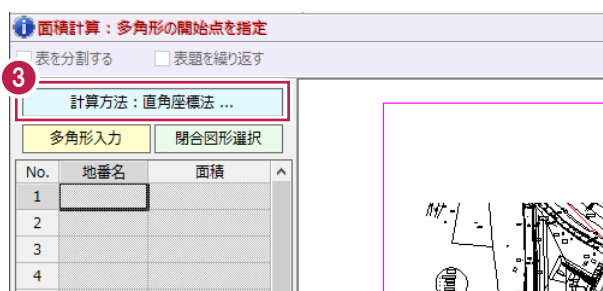 面積計算：多角形の開始点を指定
表を分割する 表題を繰り返す
3
計算方法：直角座標法 ...
多角形入力 閉合図形選択
No. 地番名 面積
1
2
3
4